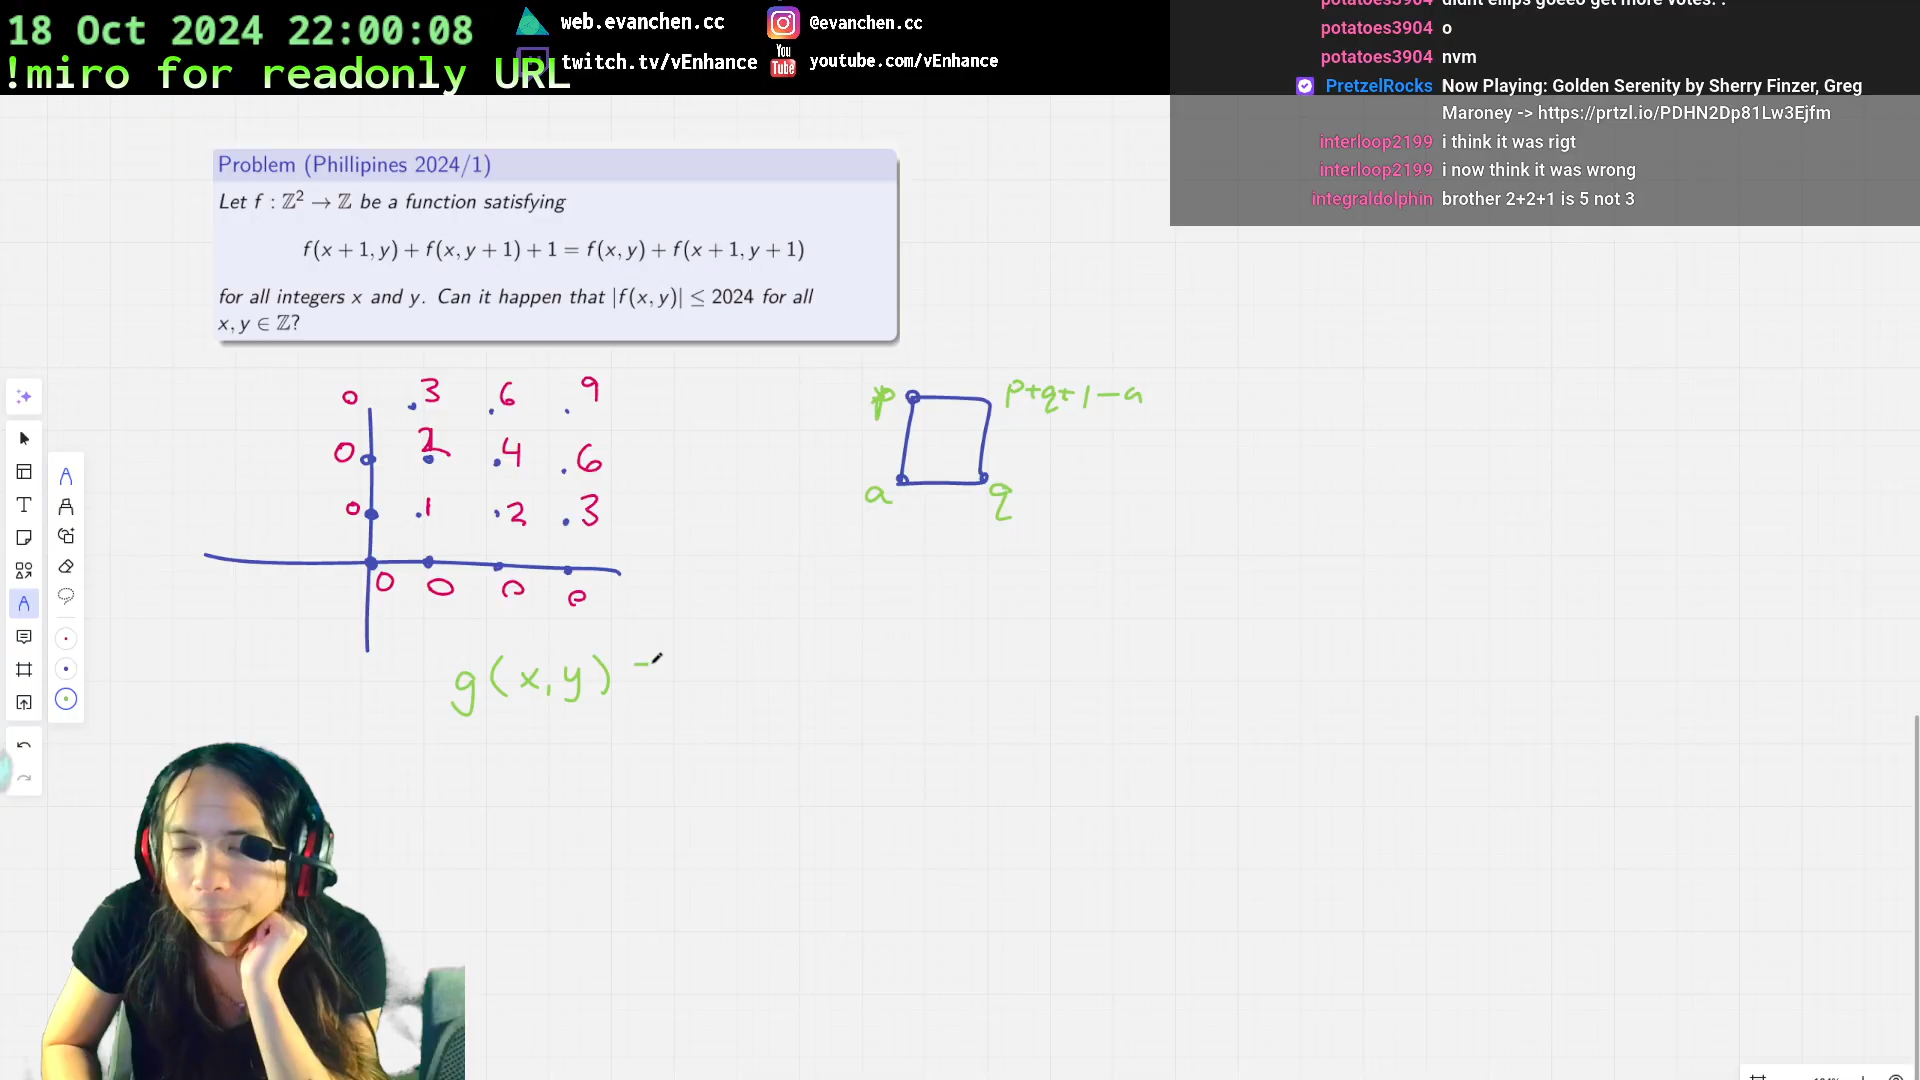 18 Oct 2024 22:00:08
!miro for readonly URL
web.evanchen.cc
twitch.tv/vEnhance
@evanchen.cc
You
Tube
youtube.com/vEnhance
potatoes3904 o
potatoes3904 nvm
PretzelRocks Now Playing: Golden Serenity by Sherry Finzer, Greg
Maroney -> https://prtzl.io/PDHN2Dp81Lw3Ejfm
interloop2199 i think it was rigt
interloop2199 i now think it was wrong
integraldolphin brother 2+2+1 is 5 not 3
Problem (Phillipines 2024/1)
Let f : ℤ² → ℤ be a function satisfying
f(x + 1, y) + f(x, y + 1) + 1 = f(x, y) + f(x + 1, y + 1)
for all integers x and y. Can it happen that |f(x, y)| ≤ 2024 for all
x, y ∈ ℤ?
0 3 6 9
0 2 4 6
0 1 2 3
0 0 0 0
p p+q+1-a
a q
g(x,y)